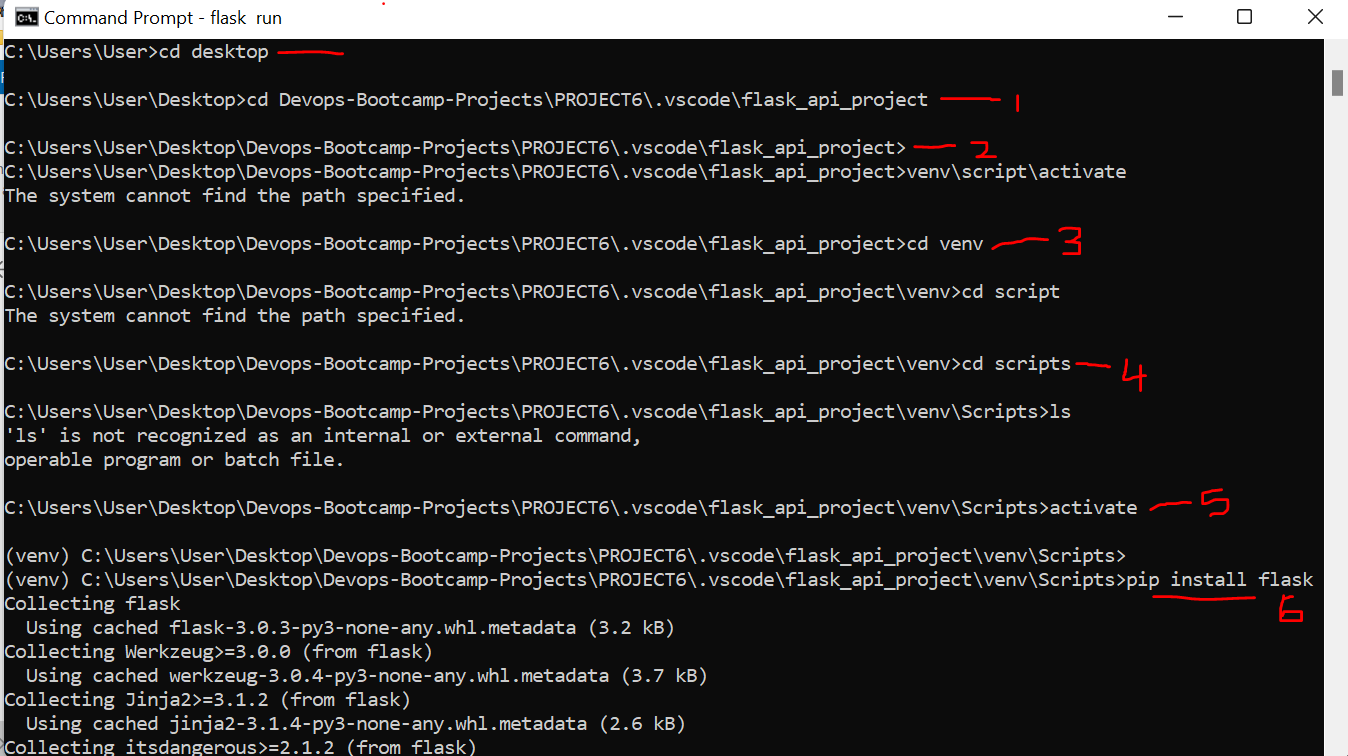 Command Prompt - flask  run
C:\Users\User>cd desktop
C:\Users\User\Desktop>cd Devops-Bootcamp-Projects\PROJECT6\.vscode\flask_api_project 1
C:\Users\User\Desktop\Devops-Bootcamp-Projects\PROJECT6\.vscode\flask_api_project> 2
C:\Users\User\Desktop\Devops-Bootcamp-Projects\PROJECT6\.vscode\flask_api_project>venv\script\activate
The system cannot find the path specified.
C:\Users\User\Desktop\Devops-Bootcamp-Projects\PROJECT6\.vscode\flask_api_project>cd venv 3
C:\Users\User\Desktop\Devops-Bootcamp-Projects\PROJECT6\.vscode\flask_api_project\venv>cd script
The system cannot find the path specified.
C:\Users\User\Desktop\Devops-Bootcamp-Projects\PROJECT6\.vscode\flask_api_project\venv>cd scripts 4
C:\Users\User\Desktop\Devops-Bootcamp-Projects\PROJECT6\.vscode\flask_api_project\venv\Scripts>ls
'ls' is not recognized as an internal or external command,
operable program or batch file.
C:\Users\User\Desktop\Devops-Bootcamp-Projects\PROJECT6\.vscode\flask_api_project\venv\Scripts>activate 5
(venv) C:\Users\User\Desktop\Devops-Bootcamp-Projects\PROJECT6\.vscode\flask_api_project\venv\Scripts>
(venv) C:\Users\User\Desktop\Devops-Bootcamp-Projects\PROJECT6\.vscode\flask_api_project\venv\Scripts>pip install flask
6
Collecting flask
  Using cached flask-3.0.3-py3-none-any.whl.metadata (3.2 kB)
Collecting Werkzeug>=3.0.0 (from flask)
  Using cached werkzeug-3.0.4-py3-none-any.whl.metadata (3.7 kB)
Collecting Jinja2>=3.1.2 (from flask)
  Using cached jinja2-3.1.4-py3-none-any.whl.metadata (2.6 kB)
Collecting itsdangerous>=2.1.2 (from flask)